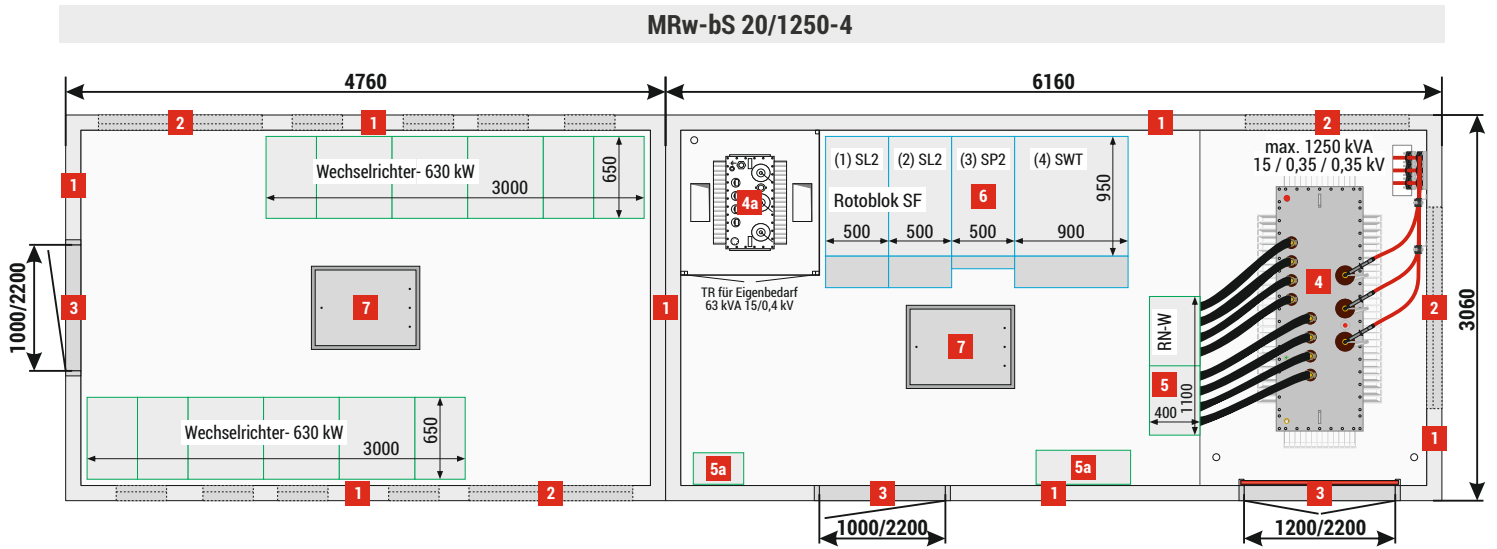 MRw-bS 20/1250-4
4760
6160
2
1
1
2
1
Wechselrichter- 630 kW
3000
650
4a
(1) SL2
(2) SL2
(3) SP2
(4) SWT
Rotoblok SF
6
950
500
500
500
900
max. 1250 kVA
15 / 0,35 / 0,35 kV
TR für Eigenbedarf
63 kVA 15/0,4 kV
1000/2200
3
7
1
7
RN-W
5
400
1100
4
2
3060
1
Wechselrichter- 630 kW
3000
650
5a
5a
1
2
3
1
3
1000/2200
1200/2200